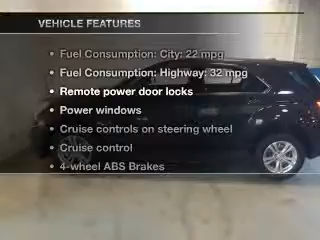 VEHICLE FEATURES
• Fuel Consumption: City: 22 mpg
• Fuel Consumption: Highway: 32 mpg
• Remote power door locks
• Power windows
• Cruise controls on steering wheel
• Cruise control
• 4-wheel ABS Brakes